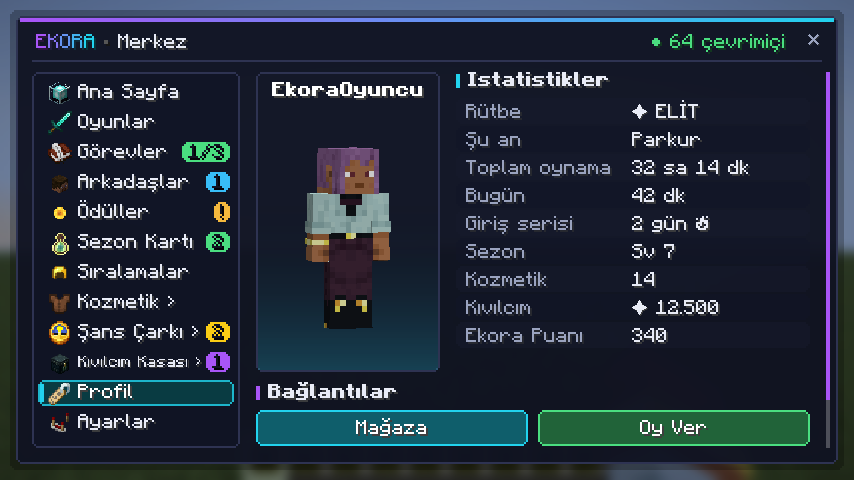 EKORA • Merkez
● 64 çevrimiçi ×
Ana Sayfa
Oyunlar
Görevler 1/3
Arkadaşlar 1
Ödüller !
Sezon Kartı 2
Sıralamalar
Kozmetik >
Şans Çarkı > 2
Kıvılcım Kasası > 1
Profil
Ayarlar
EkoraOyuncu
İstatistikler
Rütbe ✦ ELİT
Şu an Parkur
Toplam oynama 32 sa 14 dk
Bugün 42 dk
Giriş serisi 2 gün
Sezon Sv 7
Kozmetik 14
Kıvılcım ✦ 12.500
Ekora Puanı 340
Bağlantılar
Mağaza
Oy Ver